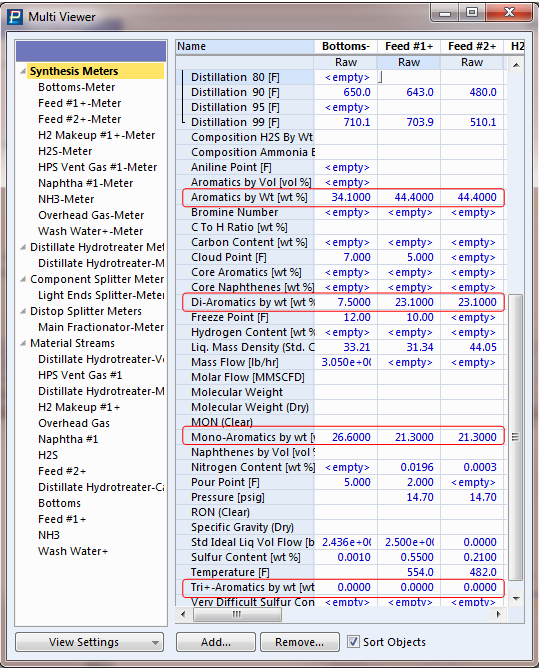 Multi Viewer
Synthesis Meters
Bottoms-Meter
Feed #1+-Meter
Feed #2+-Meter
H2 Makeup #1+-Meter
H2S-Meter
HPS Vent Gas #1-Meter
Naphtha #1-Meter
NH3-Meter
Overhead Gas-Meter
Wash Water+-Meter
Distillate Hydrotreater Met
Distillate Hydrotreater-M
Component Splitter Meter
Light Ends Splitter-Meter
Distop Splitter Meters
Main Fractionator-Meter
Material Streams
Distillate Hydrotreater-Ve
HPS Vent Gas #1
Distillate Hydrotreater-M
H2 Makeup #1+
Overhead Gas
Naphtha #1
H2S
Feed #2+
Distillate Hydrotreater-Ca
Bottoms
Feed #1+
NH3
Wash Water+
Name Bottoms- Feed #1+ Feed #2+ H2
Raw Raw Raw
Distillation 80 [F] <empty>
Distillation 90 [F] 650.0 643.0 480.0
Distillation 95 [F] <empty>
Distillation 99 [F] 710.1 703.9 510.1
Composition H2S By Wt
Composition Ammonia B
Aniline Point [F] <empty>
Aromatics by Vol [vol %] <empty>
Aromatics by Wt [wt %] 34.1000 44.4000 44.4000
Bromine Number <empty> <empty> <empty>
C To H Ratio [wt %]
Carbon Content [wt %] <empty> <empty> <empty>
Cloud Point [F] 7.000 5.000 <empty>
Core Aromatics [wt %] <empty> <empty> <empty>
Core Naphthenes [wt %] <empty> <empty> <empty>
Di-Aromatics by wt [wt % 7.5000 23.1000 23.1000
Freeze Point [F] 12.00 10.00 <empty>
Hydrogen Content [wt % <empty> <empty> <empty>
Liq. Mass Density (Std. C 33.21 31.34 44.05
Mass Flow [lb/hr] 3.050e+00 <empty> <empty>
Molar Flow [MMSCFD]
Molecular Weight
Molecular Weight (Dry)
MON (Clear)
Mono-Aromatics by wt [ 26.6000 21.3000 21.3000
Naphthenes by Vol [vol %
Nitrogen Content [wt %] <empty> 0.0196 0.0003
Pour Point [F] 5.000 2.000 <empty>
Pressure [psig] 14.70 14.70
RON (Clear)
Specific Gravity (Dry)
Std Ideal Liq Vol Flow [b 2.436e+00 2.500e+00 0.0000
Sulfur Content [wt %] 0.0010 0.5500 0.2100
Temperature [F] 554.0 482.0
Tri+-Aromatics by wt [wt 0.0000 0.0000 0.0000
Very Difficult Sulfur Con <empty> <empty> <empty>
View Settings Add... Remove... Sort Objects